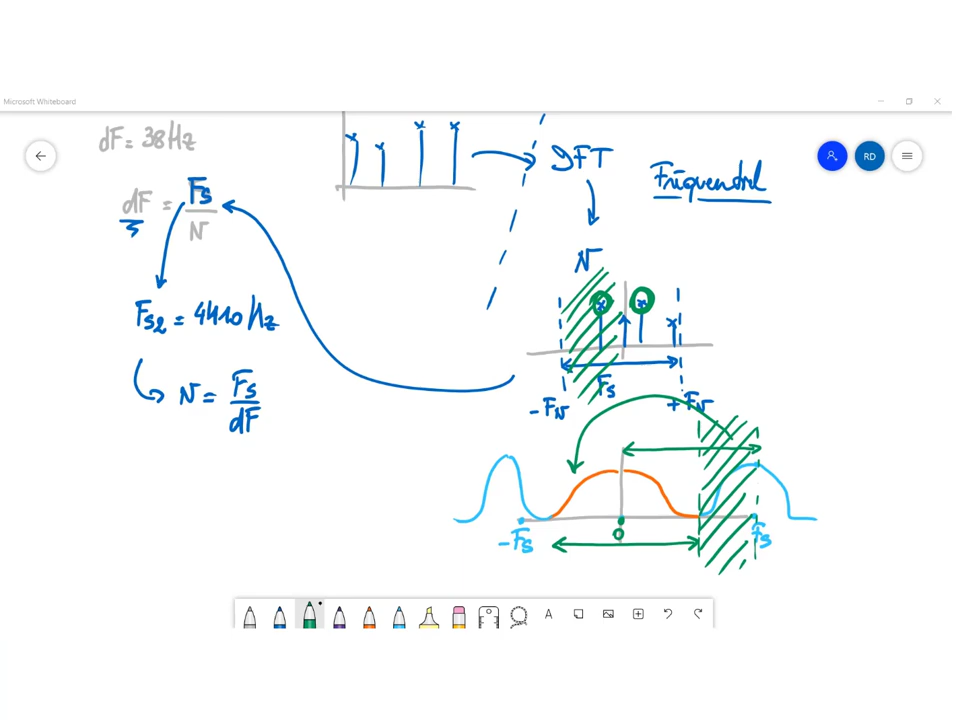 Microsoft Whiteboard
dF = 38 Hz
dF = Fs / N
Fs2 = 4410 Hz
N = Fs / dF
DFT
Fréquentiel
N
Fs
-FN
+FN
-Fs
0
Fs
RD
A